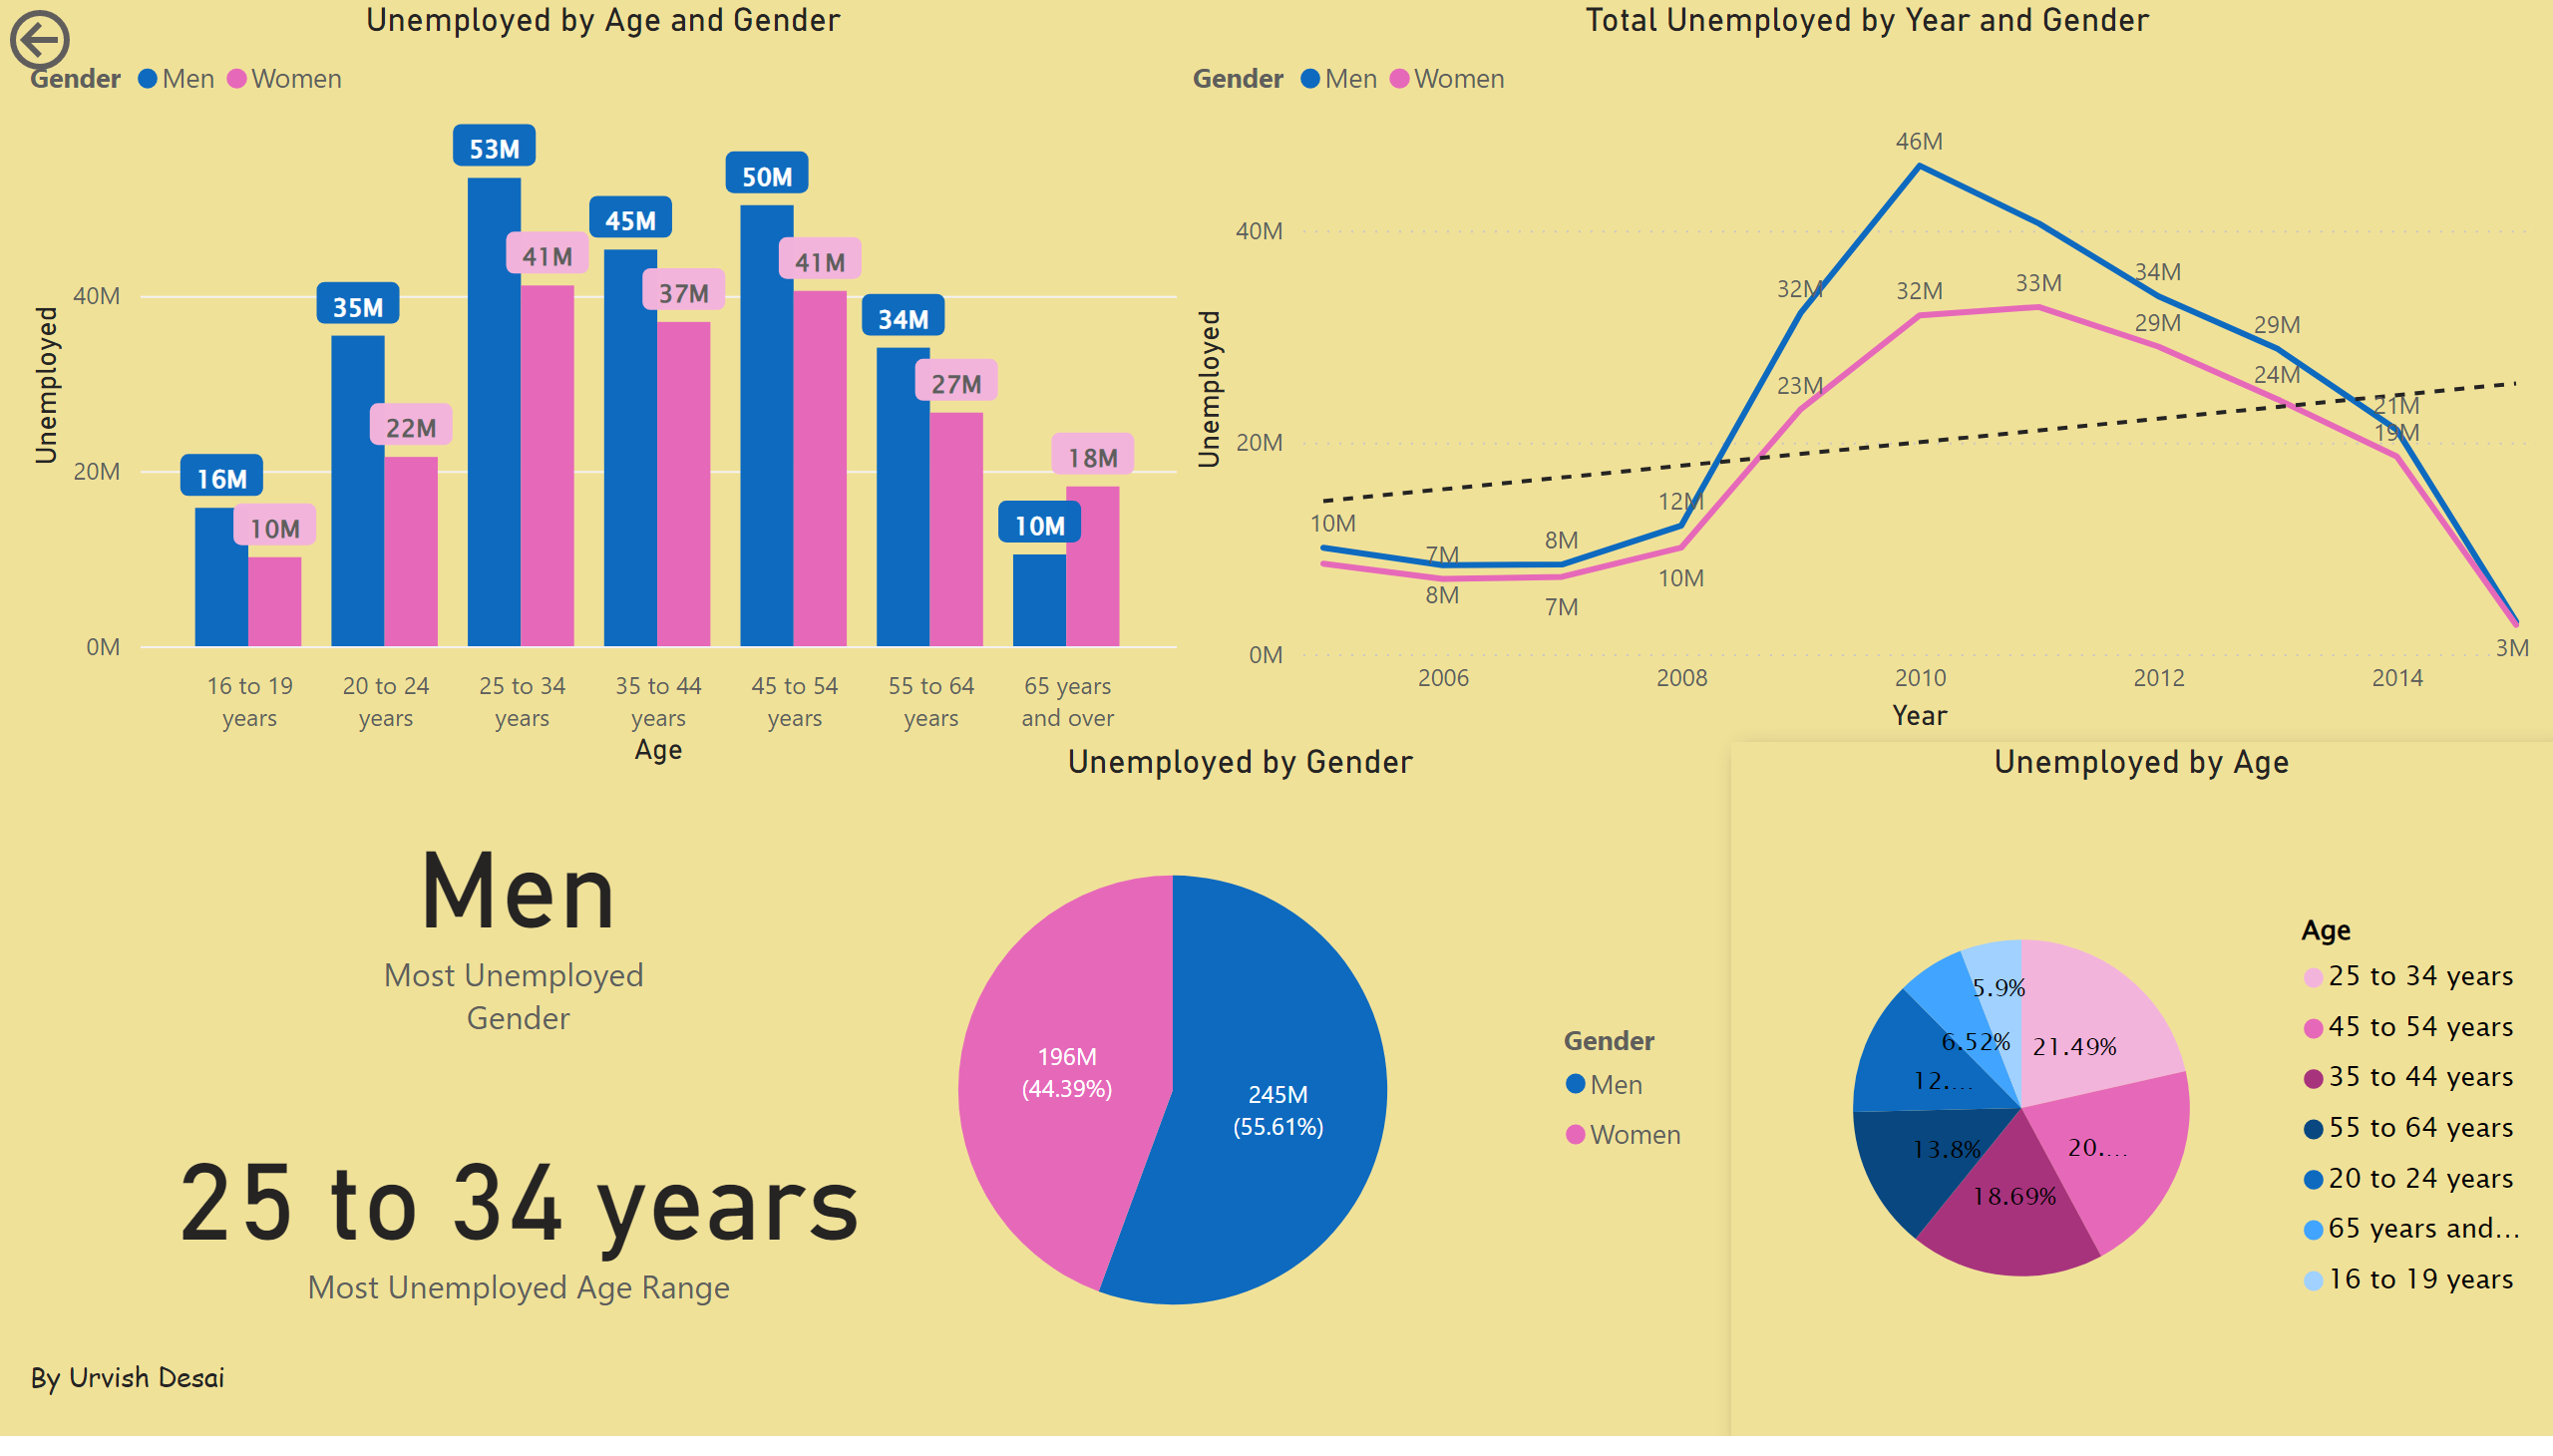 Unemployed by Age and Gender
Gender Men Women
Unemployed
40M
20M
0M
53M
50M
45M
41M
41M
35M
37M
34M
27M
22M
18M
16M
10M
10M
16 to 19 years
20 to 24 years
25 to 34 years
35 to 44 years
45 to 54 years
55 to 64 years
65 years and over
Age
Total Unemployed by Year and Gender
Gender Men Women
Unemployed
40M
20M
0M
46M
32M
32M
33M
34M
29M
29M
23M
24M
21M
19M
12M
10M
7M
8M
8M
7M
10M
3M
2006 2008 2010 2012 2014
Year
Men
Most Unemployed
Gender
25 to 34 years
Most Unemployed Age Range
By Urvish Desai
Unemployed by Gender
196M
(44.39%)
245M
(55.61%)
Gender
Men
Women
Unemployed by Age
5.9%
6.52%
21.49%
12....
13.8%
20....
18.69%
Age
25 to 34 years
45 to 54 years
35 to 44 years
55 to 64 years
20 to 24 years
65 years and...
16 to 19 years